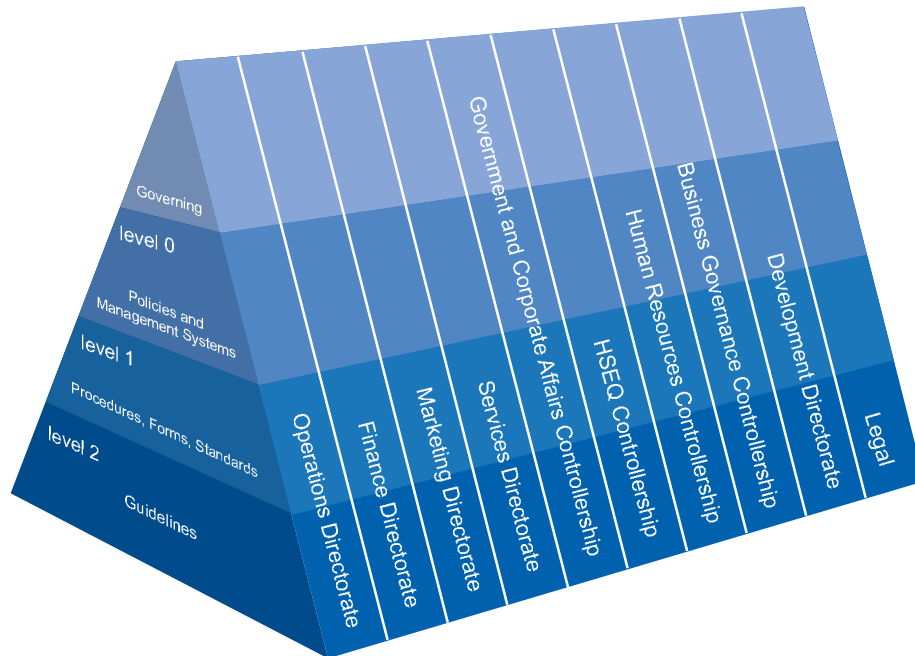 Governing
level 0
Policies and
Management Systems
level 1
Procedures, Forms, Standards
level 2
Guidelines
Operations Directorate
Finance Directorate
Marketing Directorate
Services Directorate
Government and Corporate Affairs Controllership
HSEQ Controllership
Human Resources Controllership
Business Governance Controllership
Development Directorate
Legal